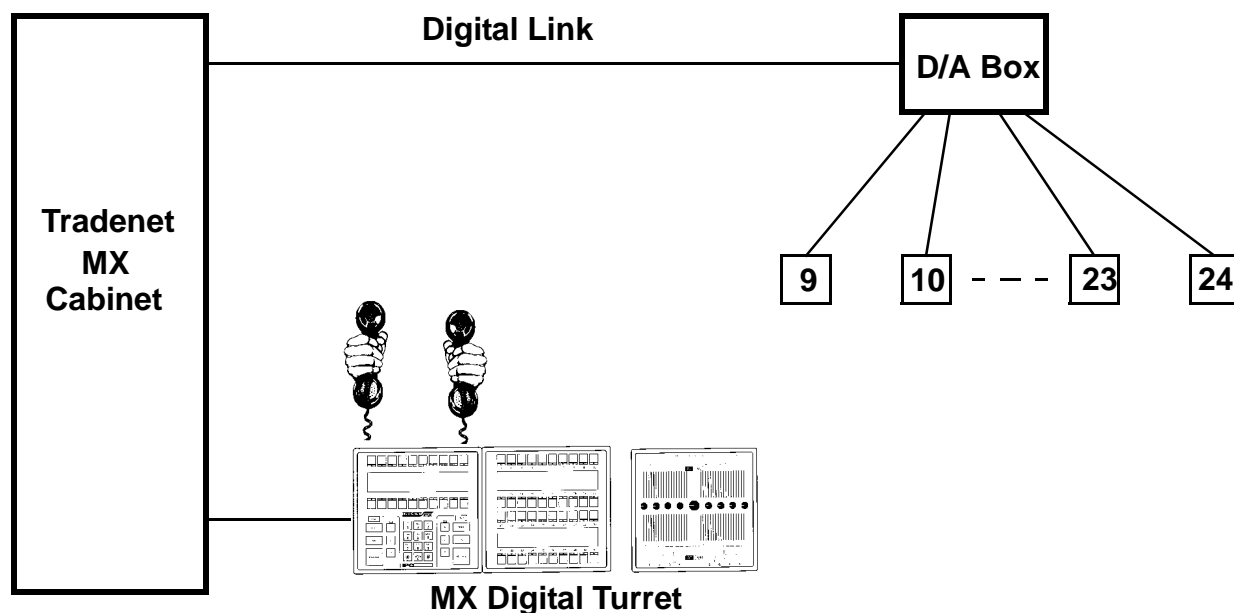 Digital Link
D/A Box
Tradenet
MX
Cabinet
9
10
23
24
MX Digital Turret